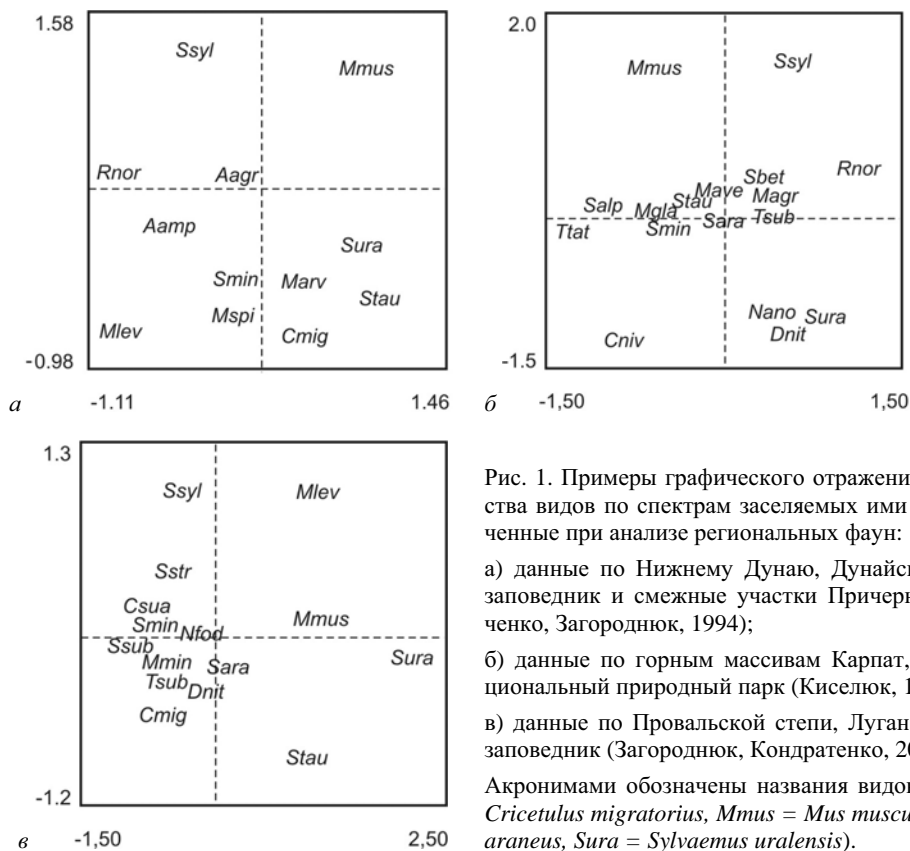 1.58
Ssyl
Mmus
Rnor
Aagr
Aamp
Sura
Smin
Marv
Stau
Mspi
Mlev
Cmig
-0.98
а
-1.11
1.46
2.0
Mmus
Ssyl
Rnor
Sbet
Mave
Magr
Stau
Salp
Mgla
Tsub
Sara
Ttat
Smin
Nano
Sura
Dnit
Cniv
-1.5
б
-1,50
1,50
1.3
Ssyl
Mlev
Sstr
Csua
Mmus
Smin
Nfod
Ssub
Sura
Mmin
Sara
Tsub
Dnit
Cmig
Stau
-1.2
в
-1,50
2,50
Рис. 1. Примеры графического отражени
ства видов по спектрам заселяемых ими
ченные при анализе региональных фаун:
а) данные по Нижнему Дунаю, Дунайс
заповедник и смежные участки Причер
ченко, Загороднюк, 1994);
б) данные по горным массивам Карпат,
циональный природный парк (Киселюк, 1
в) данные по Провальской степи, Луган
заповедник (Загороднюк, Кондратенко, 20
Акронимами обозначены названия видо
Cricetulus migratorius, Mmus = Mus muscu
araneus, Sura = Sylvaemus uralensis).